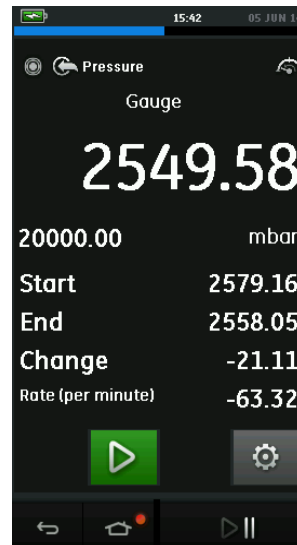 15:42 05 JUN 1
Pressure
Gauge
2549.58
20000.00 mbar
Start 2579.16
End 2558.05
Change -21.11
Rate (per minute) -63.32